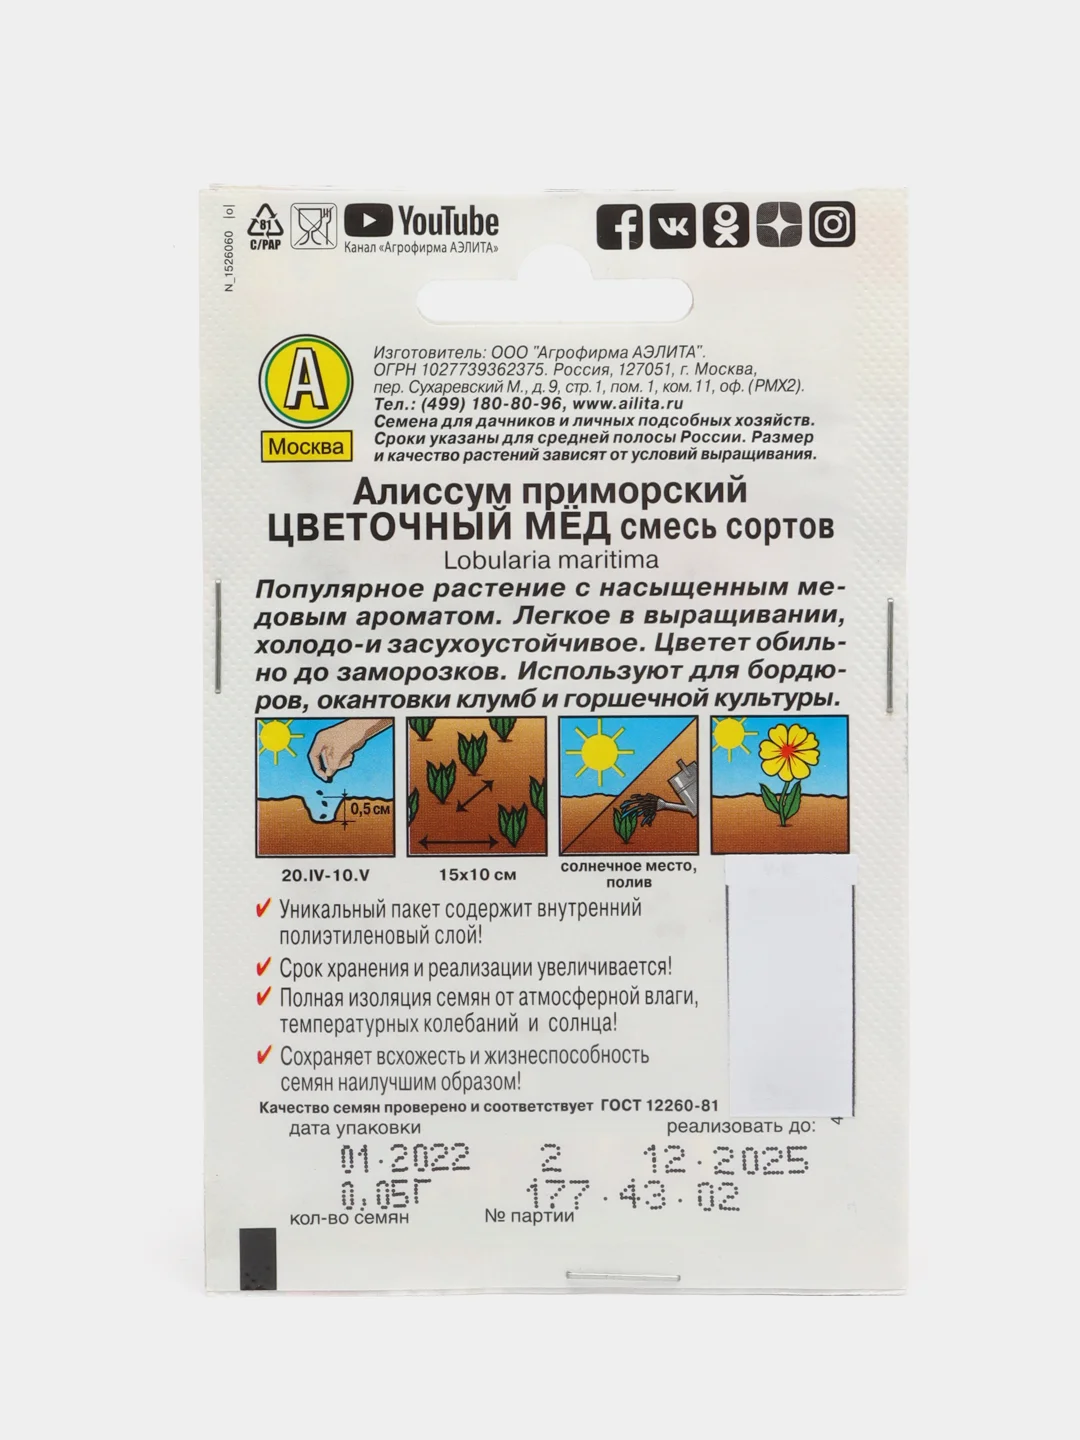 N_1526060 |o|
81
C/PAP
YouTube
Канал «Агрофирма АЭЛИТА»
А
Москва
Изготовитель: ООО "Агрофирма АЭЛИТА".
ОГРН 1027739362375. Россия, 127051, г. Москва,
пер. Сухаревский М., д. 9, стр. 1, пом. 1, ком. 11, оф. (РМХ2).
Тел.: (499) 180-80-96, www.ailita.ru
Семена для дачников и личных подсобных хозяйств.
Сроки указаны для средней полосы России. Размер
и качество растений зависят от условий выращивания.
Алиссум приморский
ЦВЕТОЧНЫЙ МЁД смесь сортов
Lobularia maritima
Популярное растение с насыщенным ме-
довым ароматом. Легкое в выращивании,
холодо-и засухоустойчивое. Цветет обиль-
но до заморозков. Используют для бордю-
ров, окантовки клумб и горшечной культуры.
0,5 см
20.IV-10.V
15х10 см
солнечное место,
полив
Уникальный пакет содержит внутренний
полиэтиленовый слой!
Срок хранения и реализации увеличивается!
Полная изоляция семян от атмосферной влаги,
температурных колебаний и солнца!
Сохраняет всхожесть и жизнеспособность
семян наилучшим образом!
Качество семян проверено и соответствует ГОСТ 12260-81
4
дата упаковки
реализовать до:
01.2022 2 12.2025
0,05Г 177.43.02
кол-во семян
№ партии